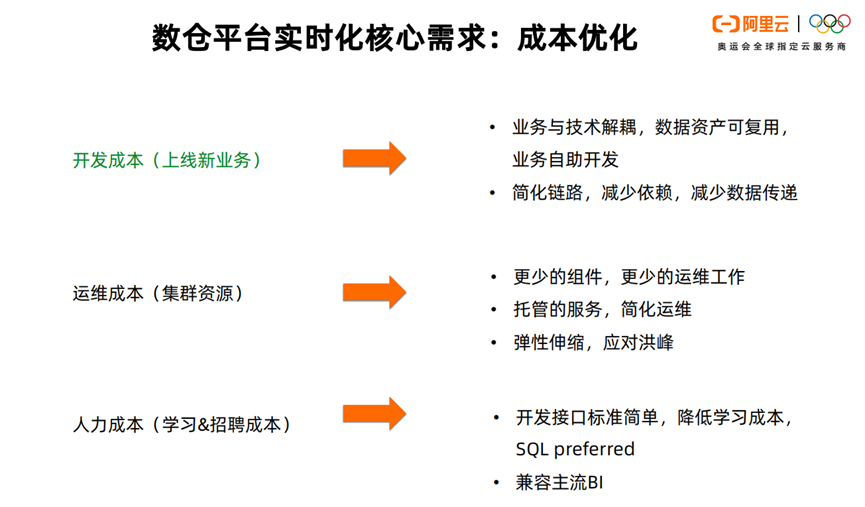 数仓平台实时化核心需求：成本优化
阿里云
奥运会全球指定云服务商
开发成本（上线新业务）
• 业务与技术解耦，数据资产可复用，
业务自助开发
• 简化链路，减少依赖，减少数据传递
运维成本（集群资源）
• 更少的组件，更少的运维工作
• 托管的服务，简化运维
• 弹性伸缩，应对洪峰
人力成本（学习&招聘成本）
• 开发接口标准简单，降低学习成本，
SQL preferred
• 兼容主流BI